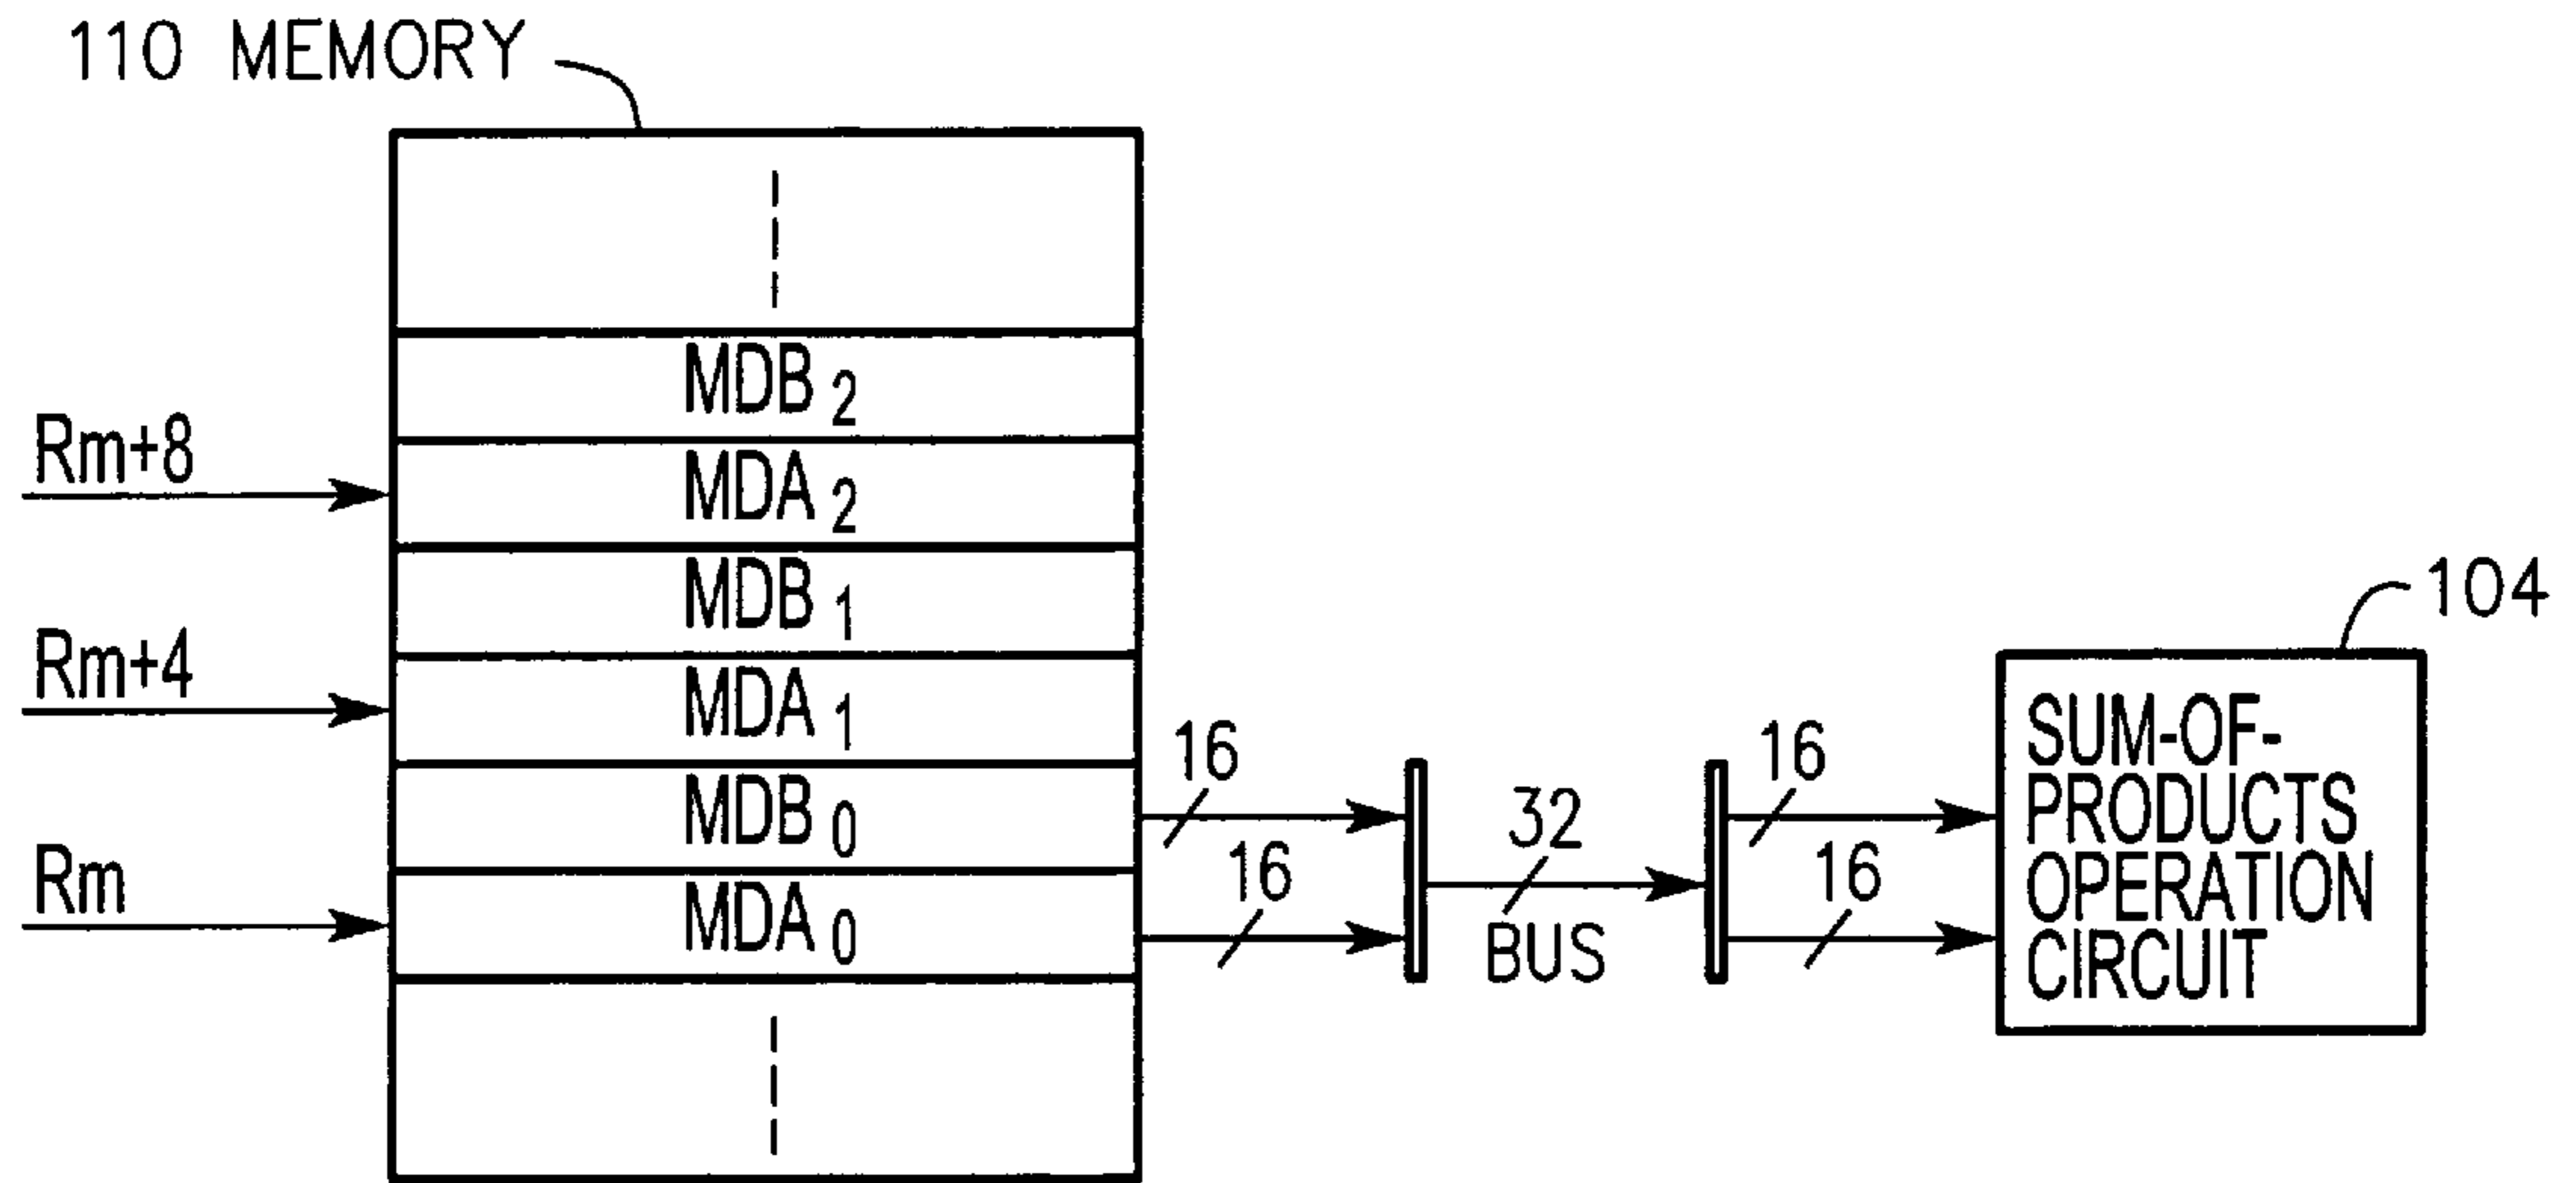 110 MEMORY
MDB 2
Rm+8
MDA 2
MDB 1
Rm+4
MDA 1
MDB 0
Rm
MDA 0
16
16
32
BUS
16
16
104
SUM-OF-
PRODUCTS
OPERATION
CIRCUIT